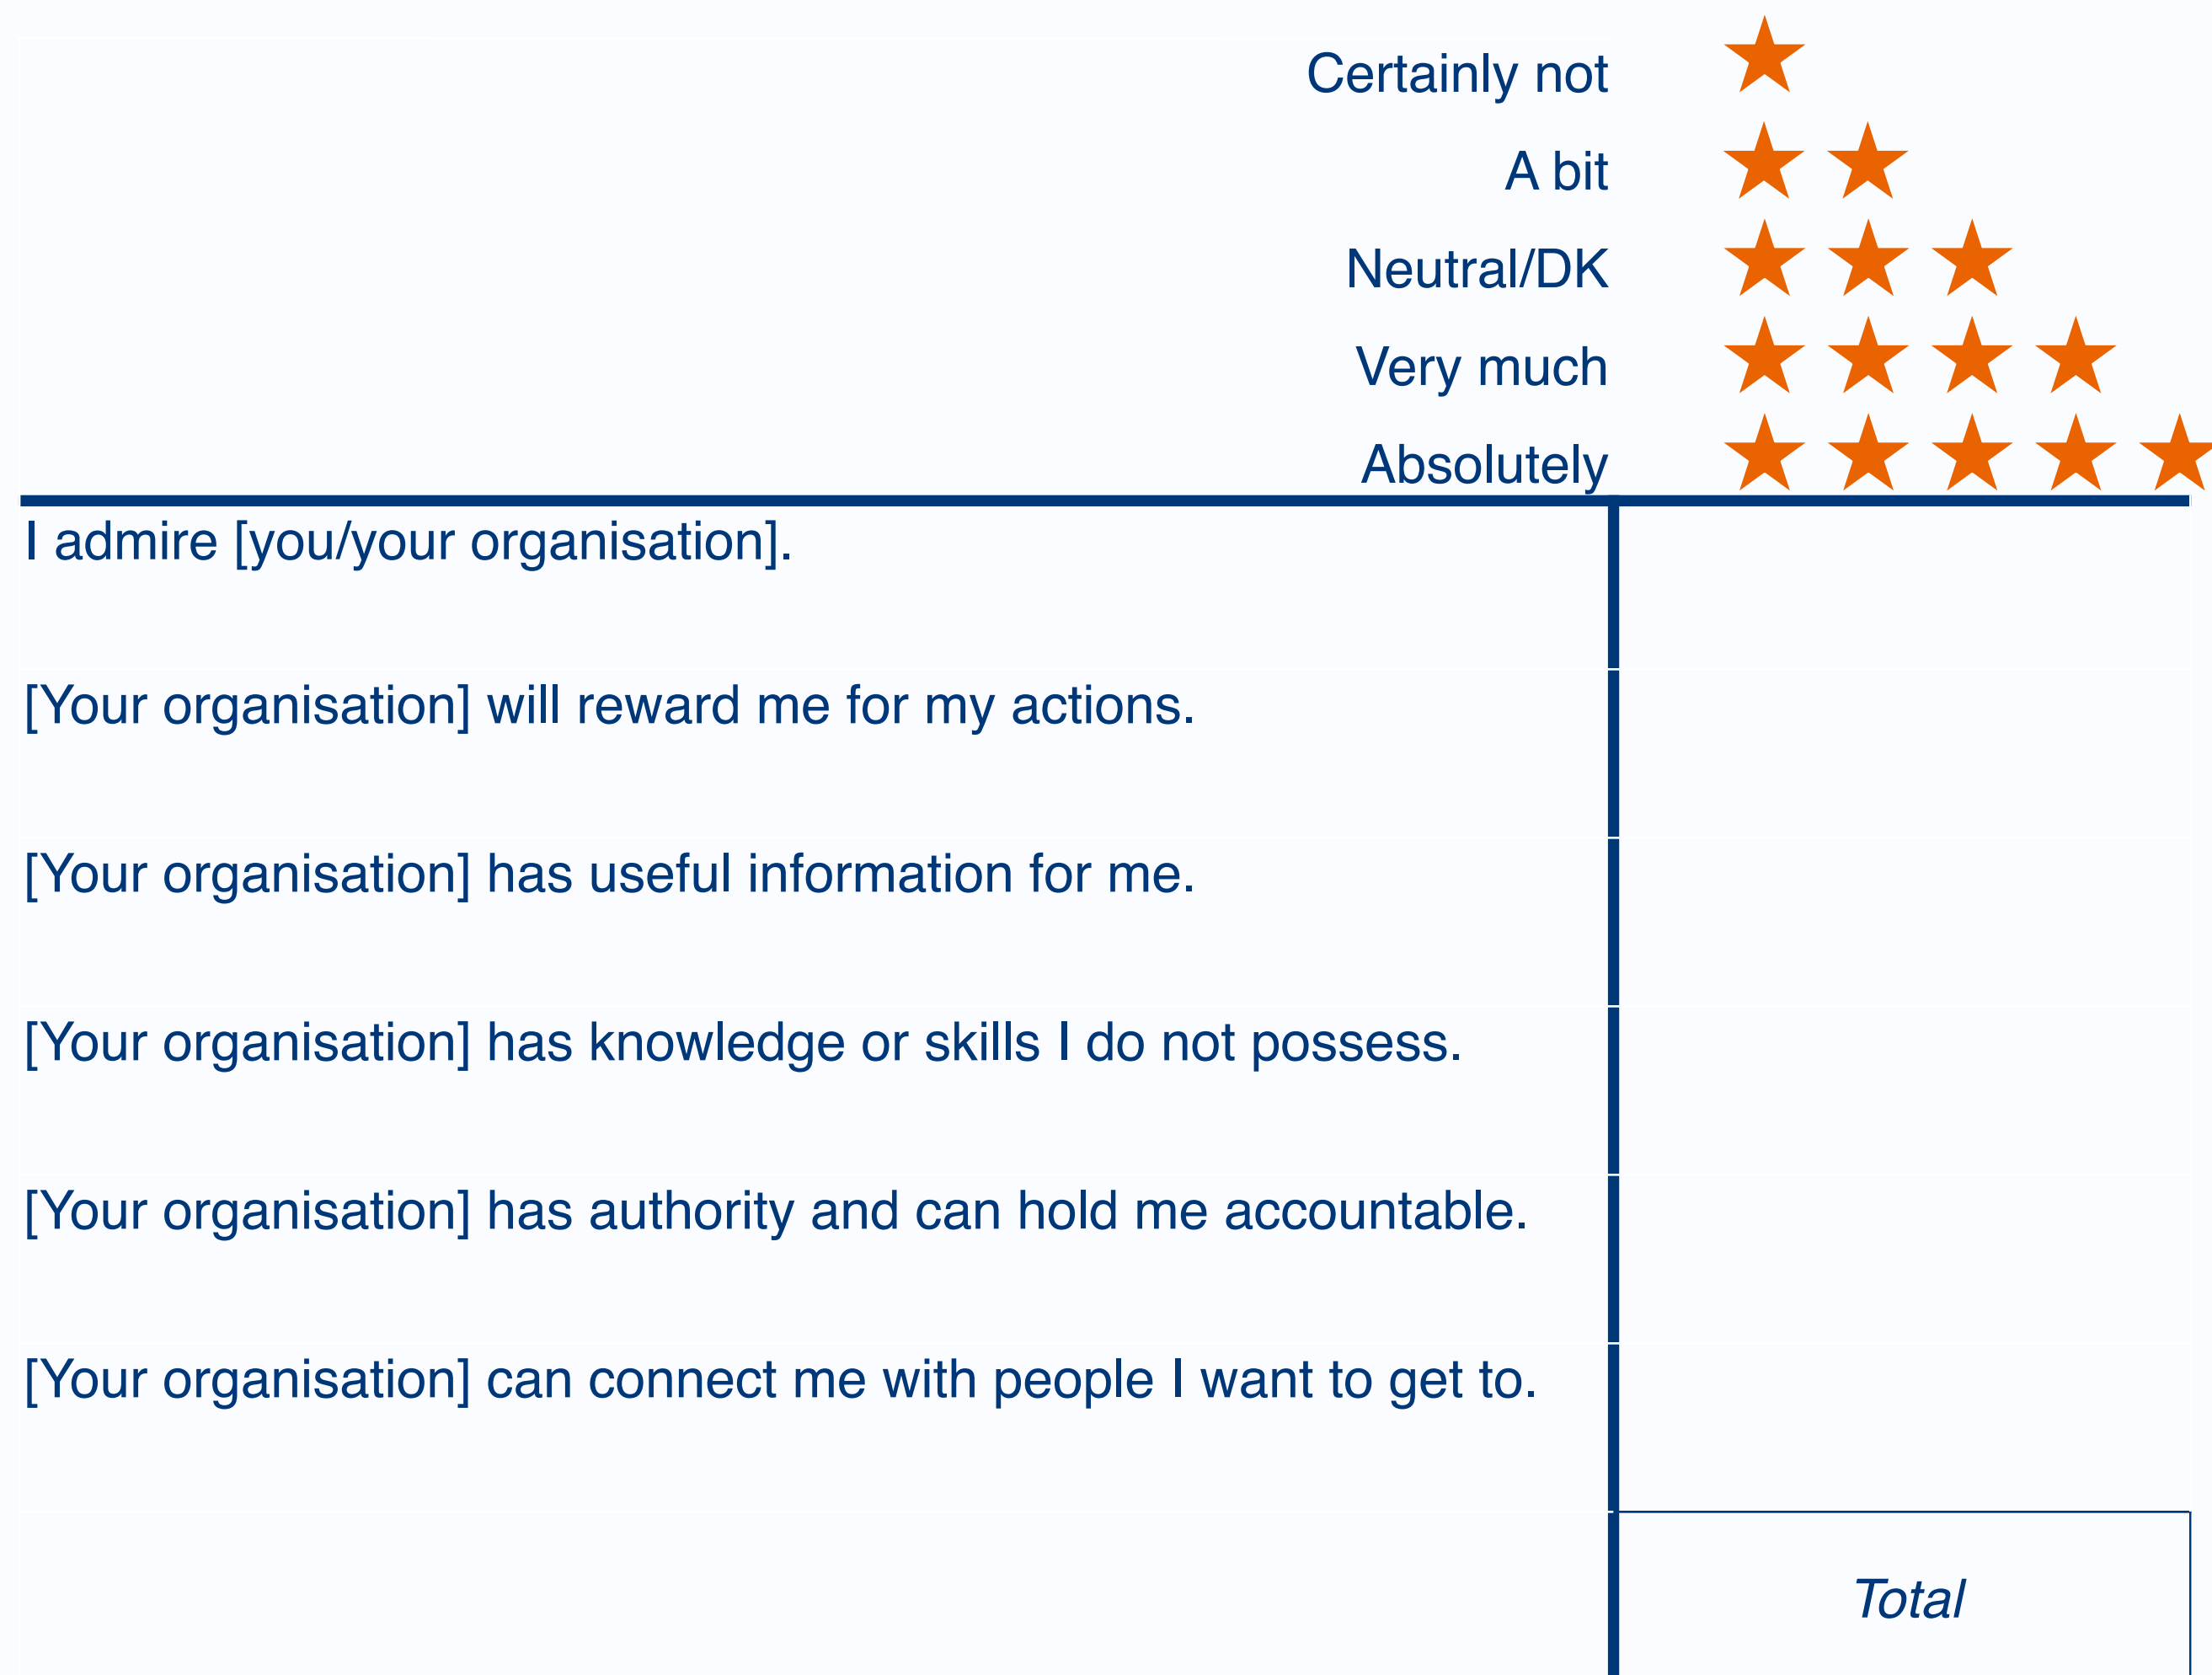 Certainly not
A bit
Neutral/DK
Very much
Absolutely
I admire [you/your organisation].
[Your organisation] will reward me for my actions.
[Your organisation] has useful information for me.
[Your organisation] has knowledge or skills I do not possess.
[Your organisation] has authority and can hold me accountable.
[Your organisation] can connect me with people I want to get to.
Total